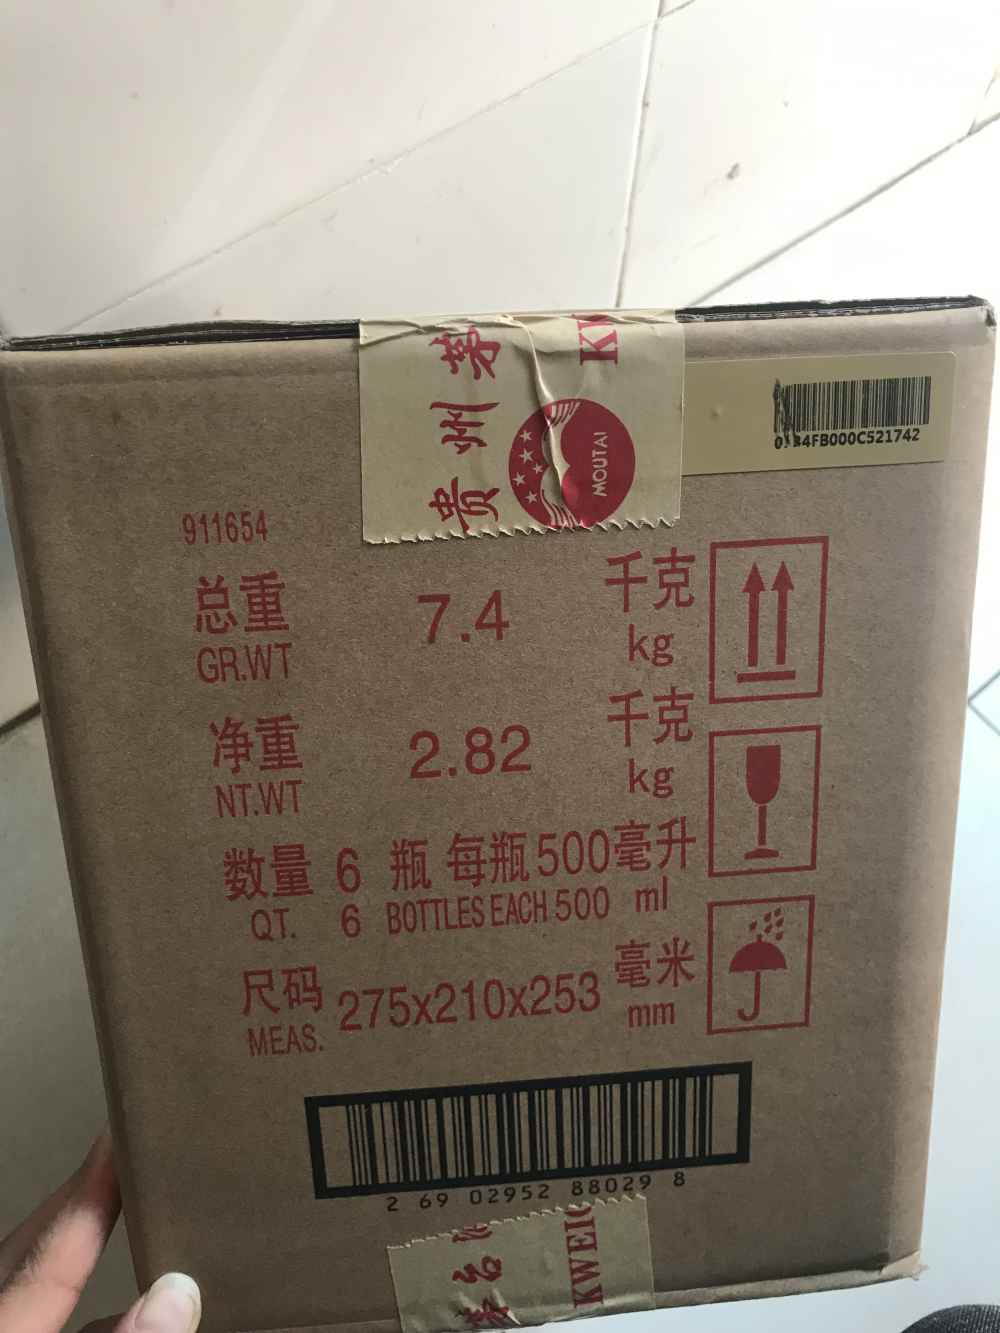 贵州茅
KW
MOUTAI
34FB000C521742
911654
总重 7.4 千克
GR.WT kg
净重 2.82 千克
NT.WT kg
数量 6 瓶 每瓶 500 毫升
QT. 6 BOTTLES EACH 500 ml
尺码 275x210x253 毫米
MEAS. mm
2 69 02952 88029 8
KWEI